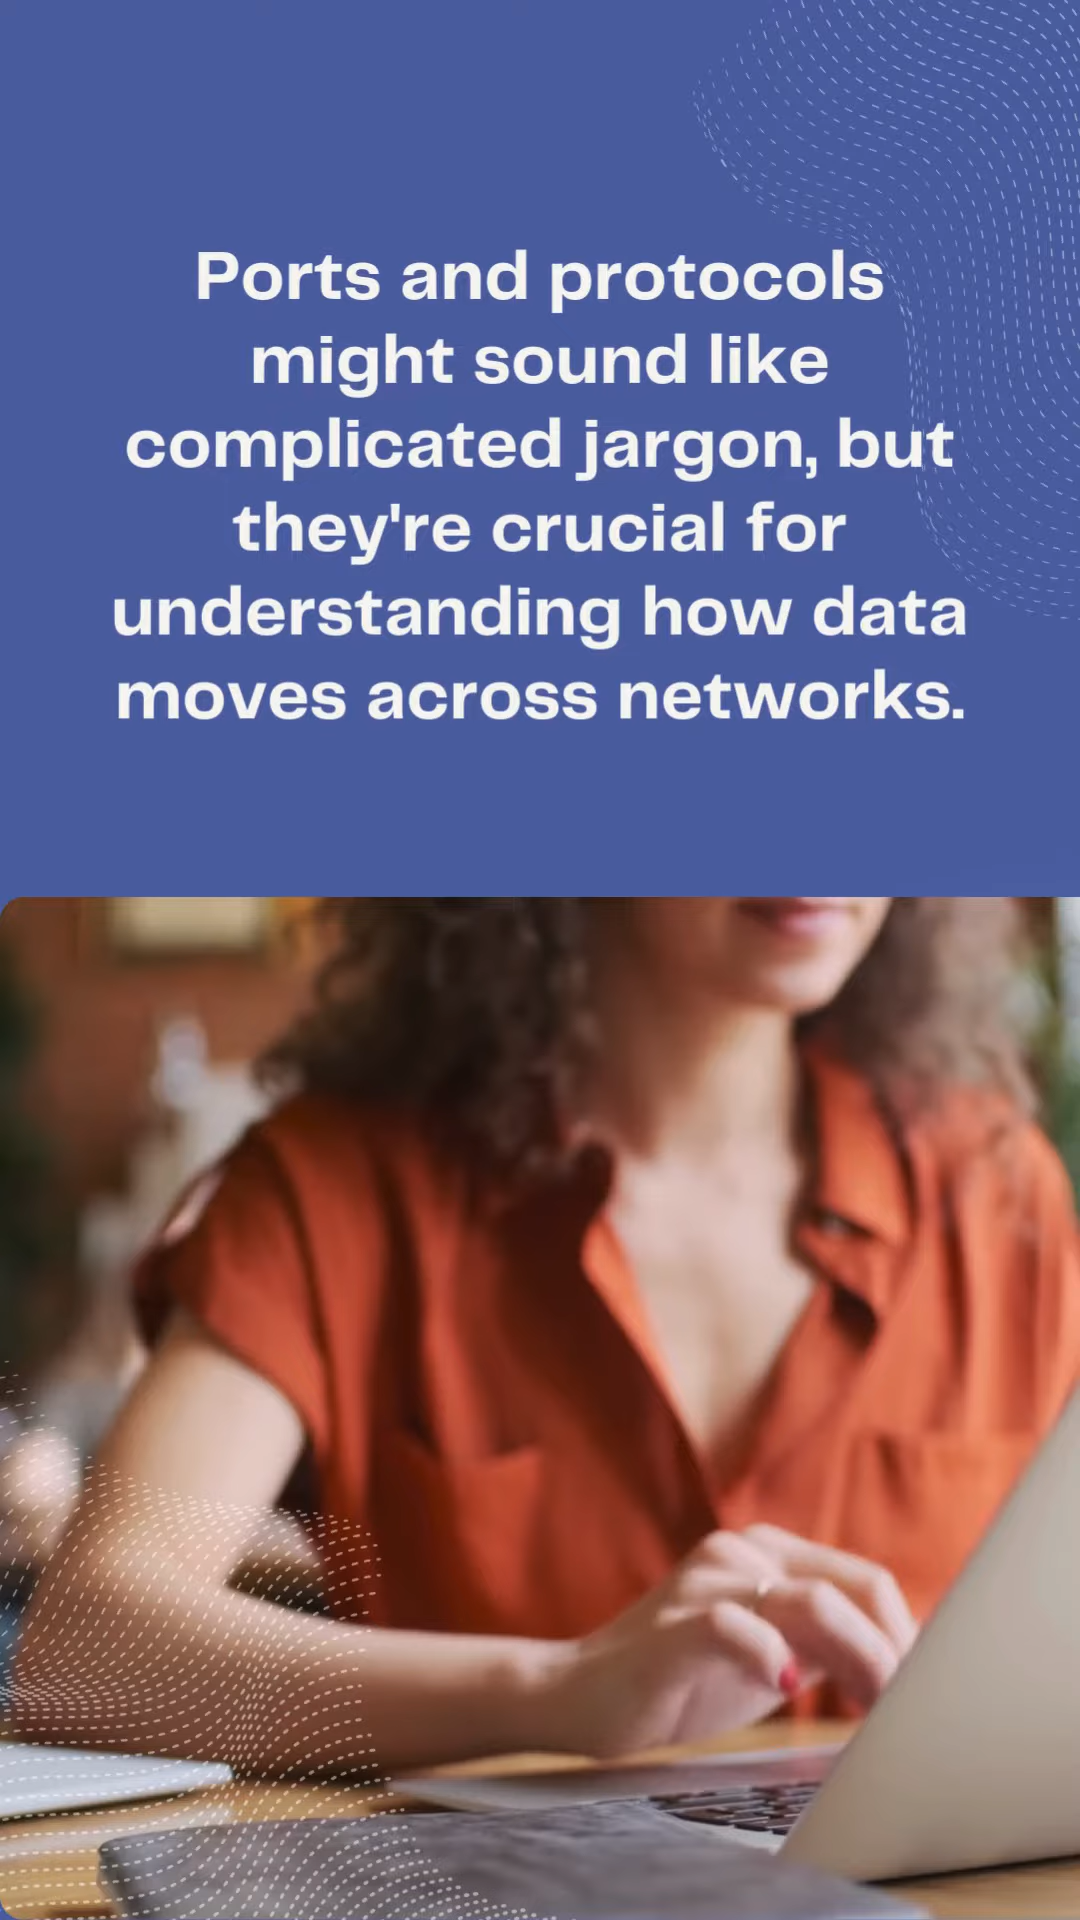 Ports and protocols
might sound like
complicated jargon, but
they're crucial for
understanding how data
moves across networks.